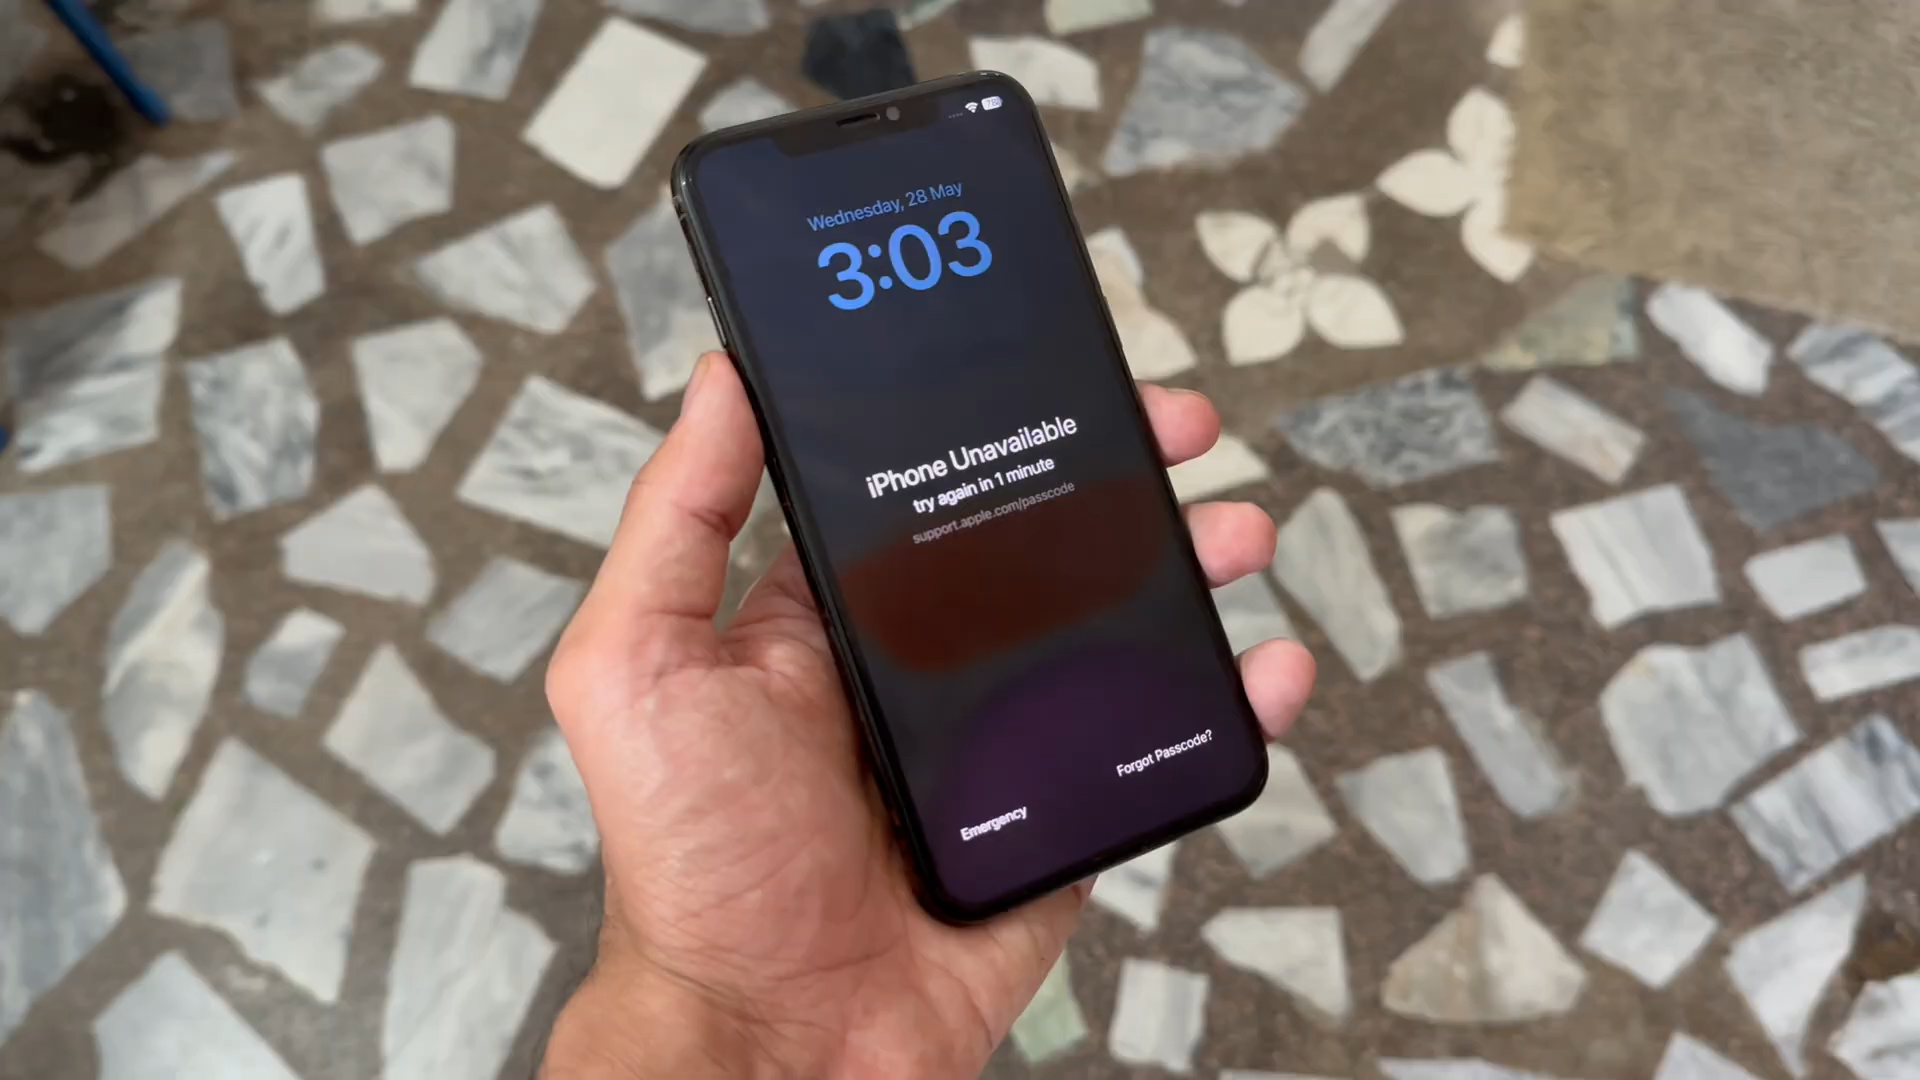 Wednesday, 28 May
3:03
iPhone Unavailable
try again in 1 minute
support.apple.com/passcode
Forgot Passcode?
Emergency